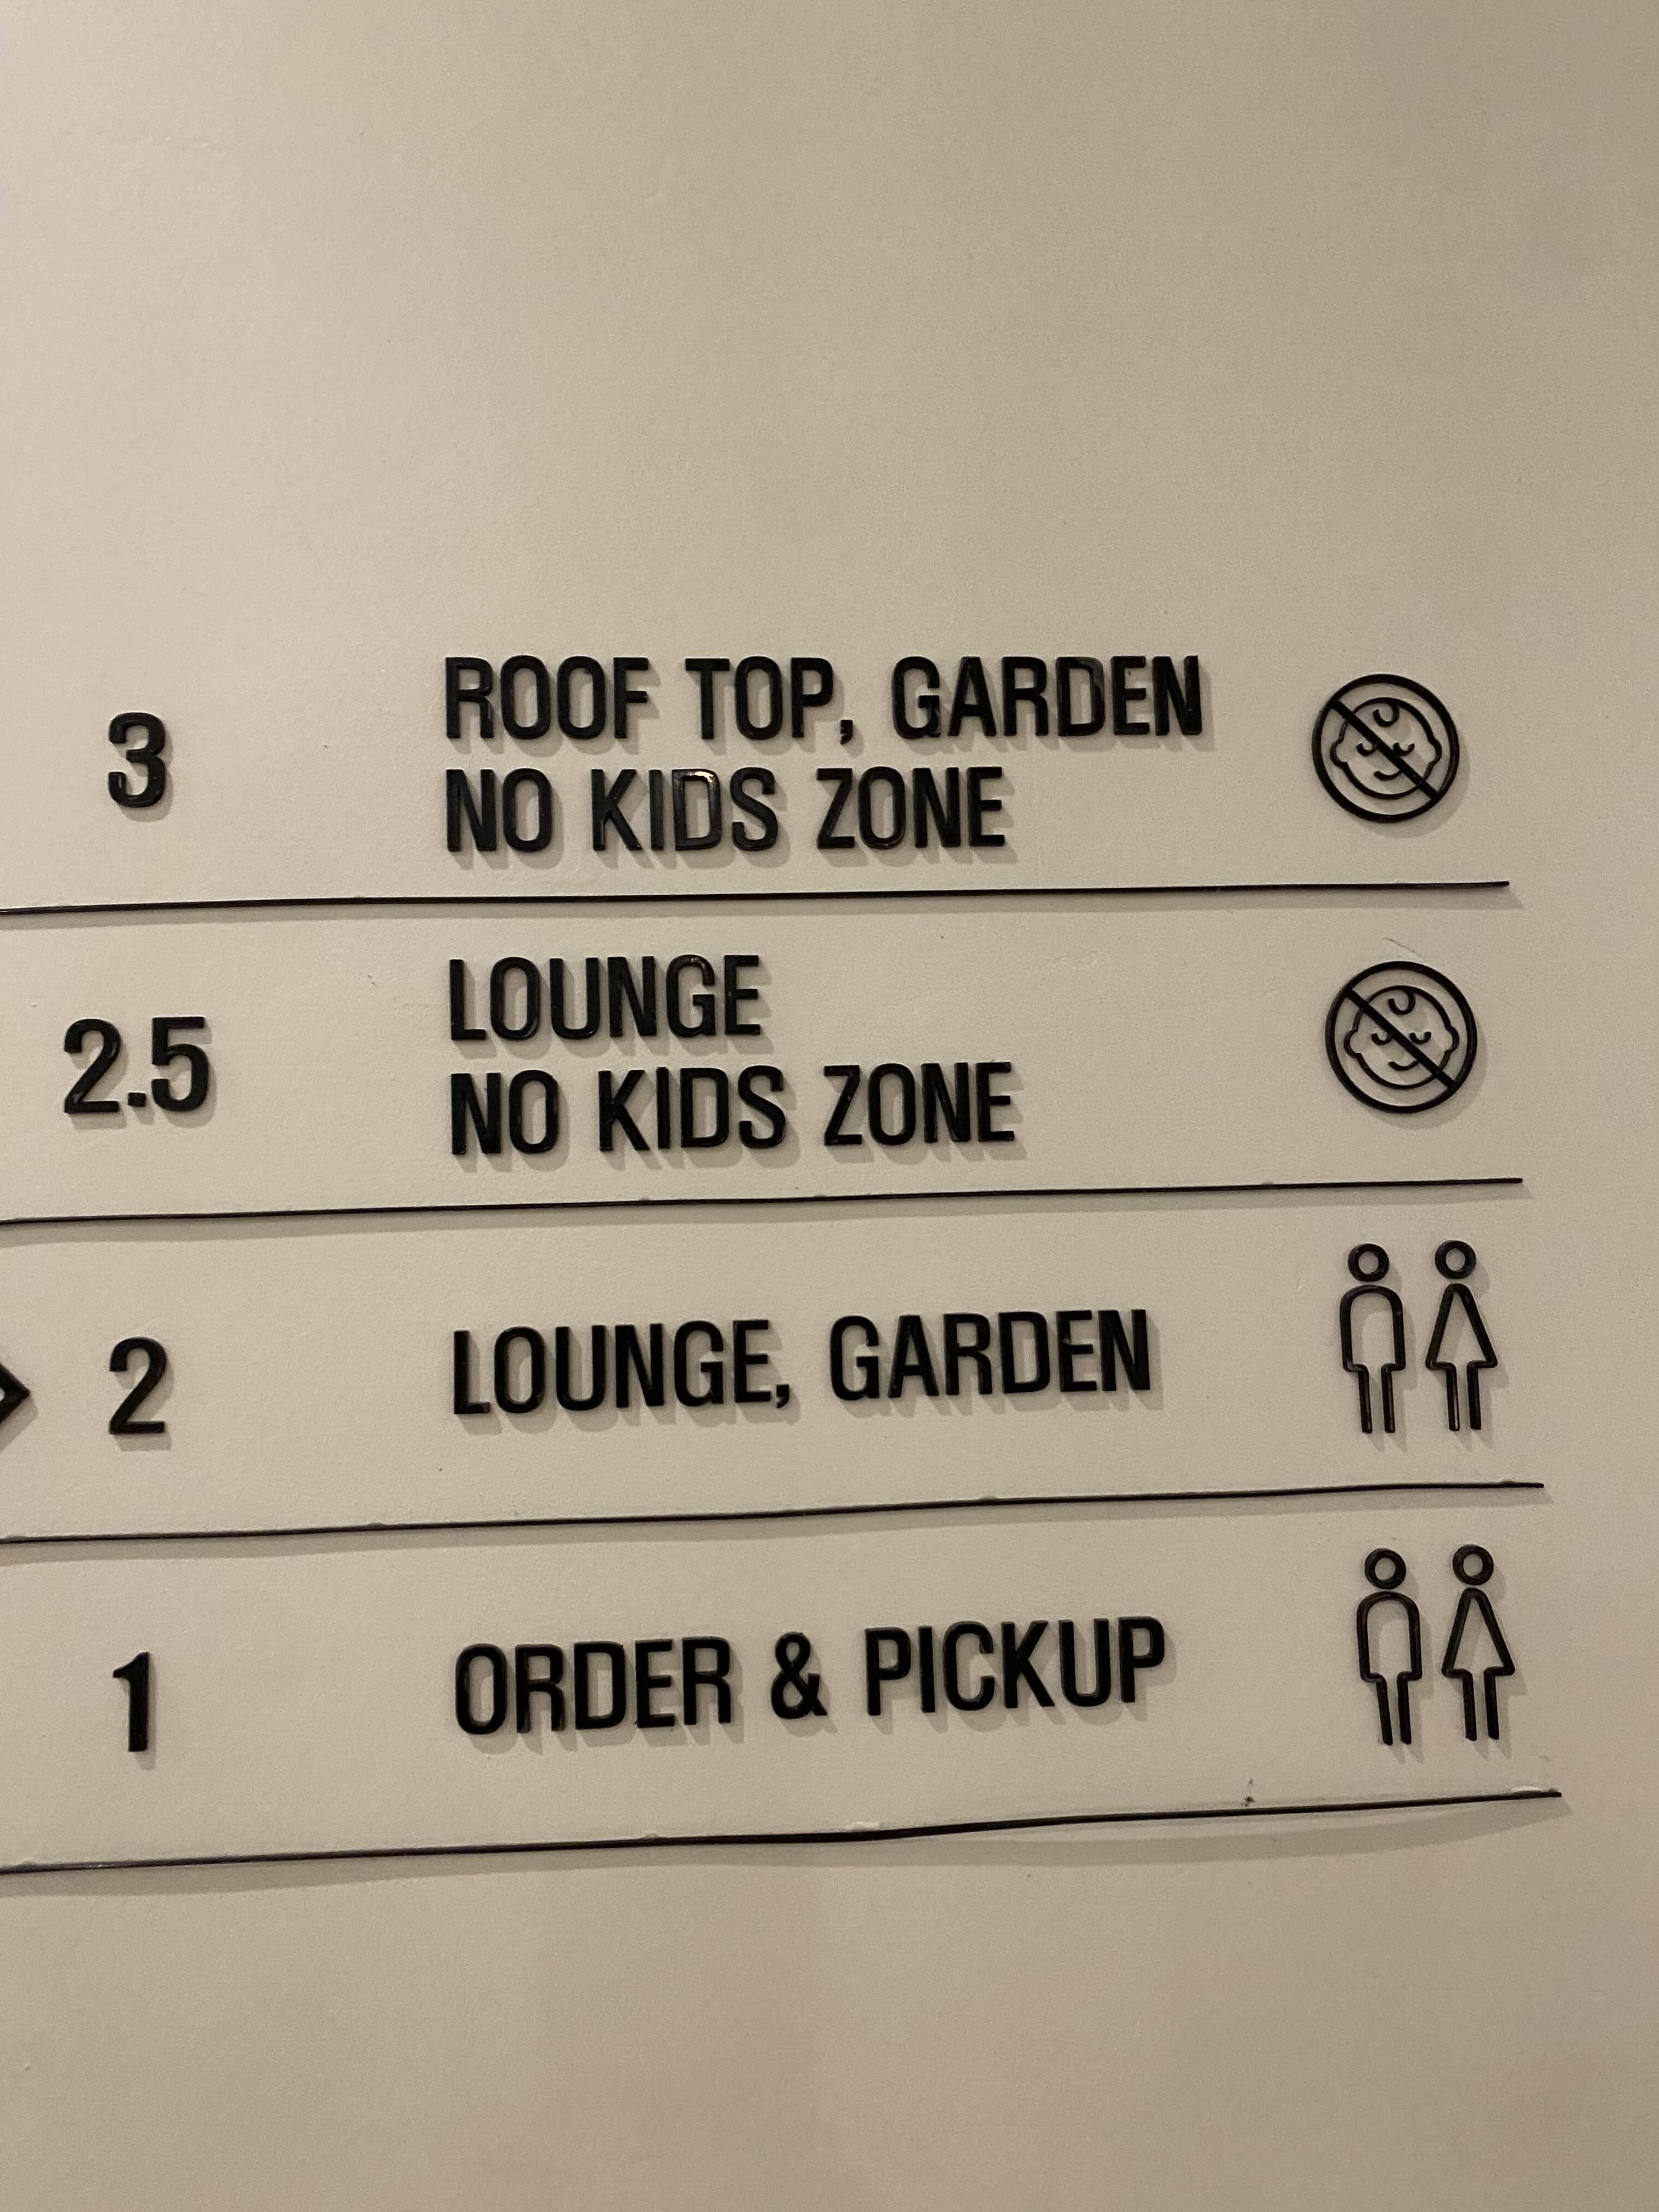 3
ROOF TOP, GARDEN
NO KIDS ZONE
2.5
LOUNGE
NO KIDS ZONE
2
LOUNGE, GARDEN
1
ORDER & PICKUP